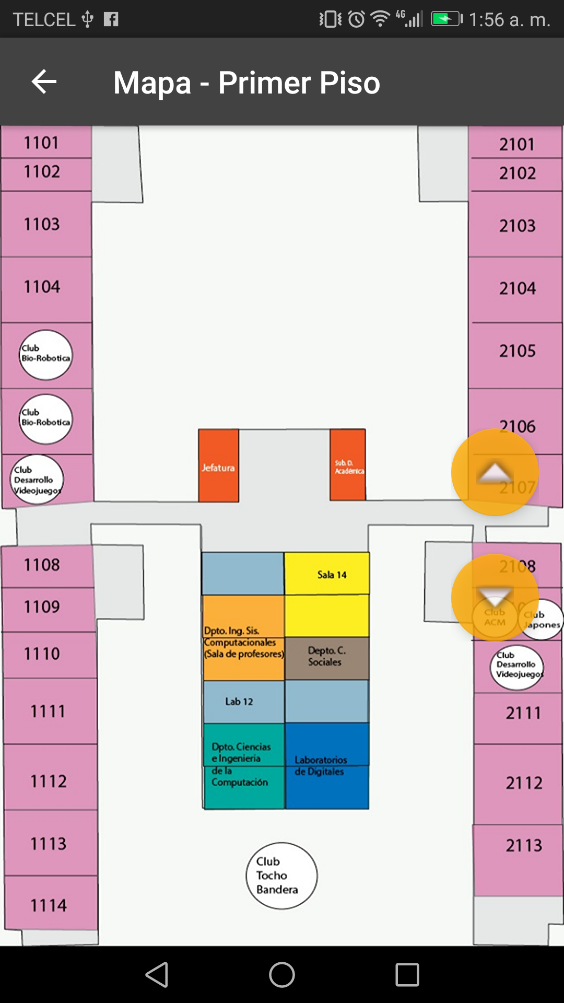 TELCEL
4G
1:56 a. m.
Mapa - Primer Piso
1101
1102
1103
1104
Club
Bio-Robotica
Club
Bio-Robotica
Club
Desarrollo
Videojuegos
1108
1109
1110
1111
1112
1113
1114
Jefatura
Sub. D.
Académica
Sala 14
Dpto. Ing. Sis.
Computacionales
(Sala de profesores)
Depto. C.
Sociales
Lab 12
Dpto. Ciencias
e Ingenieria
de la
Computación
Laboratorios
de Digitales
Club
Tocho
Bandera
2101
2102
2103
2104
2105
2106
2107
2108
Club
ACM
Club
Japones
Club
Desarrollo
Videojuegos
2111
2112
2113